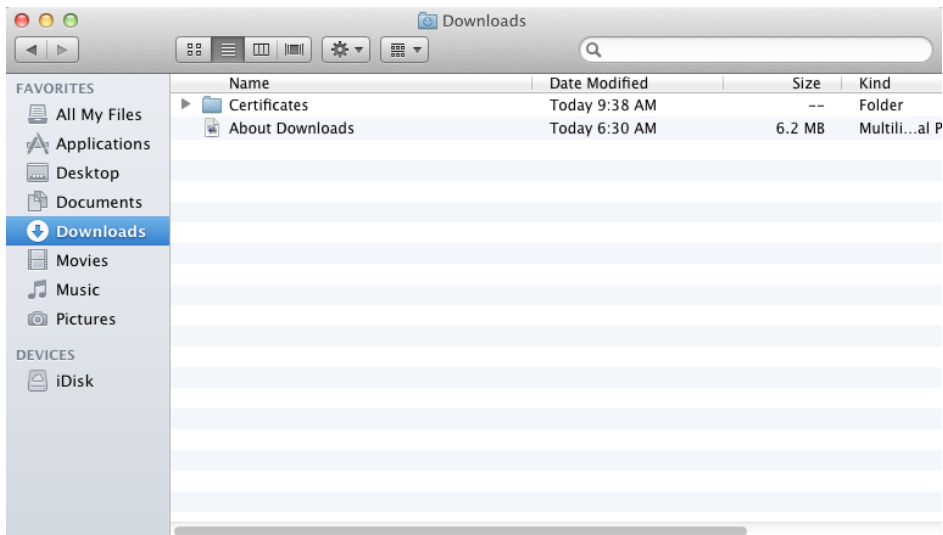 Downloads
FAVORITES
All My Files
Applications
Desktop
Documents
Downloads
Movies
Music
Pictures
DEVICES
iDisk
Name Date Modified Size Kind
Certificates Today 9:38 AM -- Folder
About Downloads Today 6:30 AM 6.2 MB Multili...al P